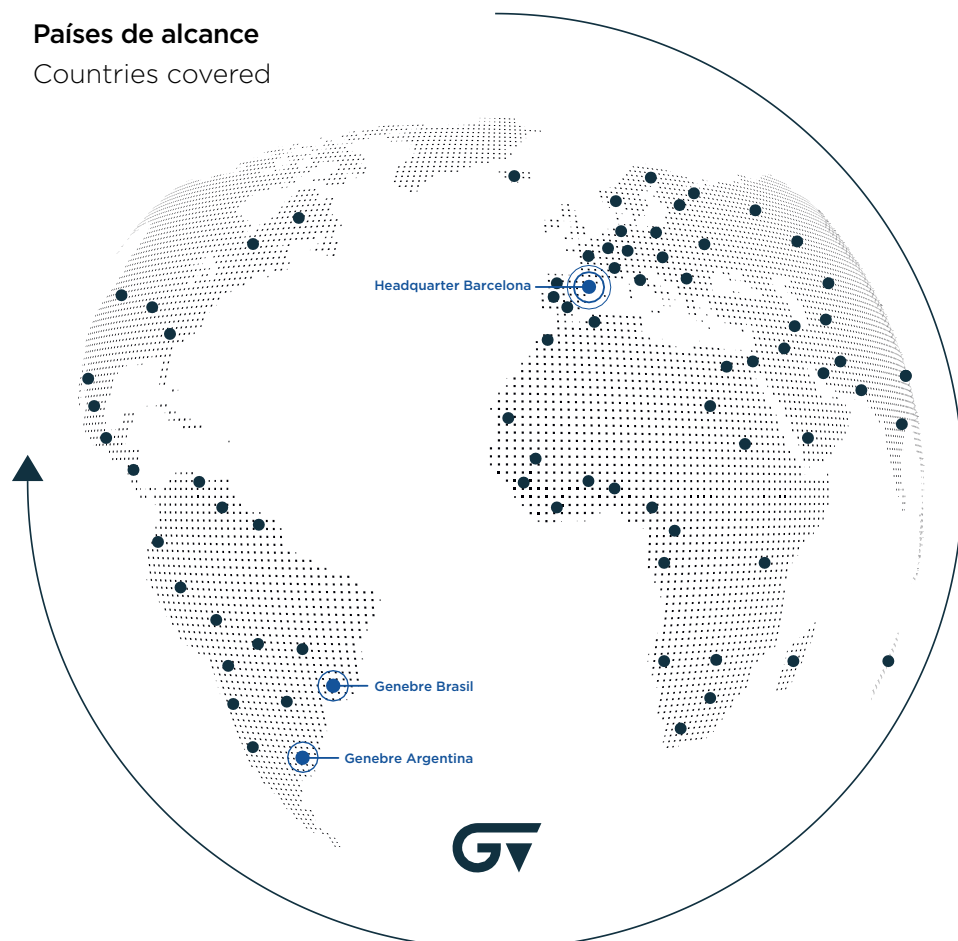 Países de alcance
Countries covered
Headquarter Barcelona
Genebre Brasil
Genebre Argentina
G